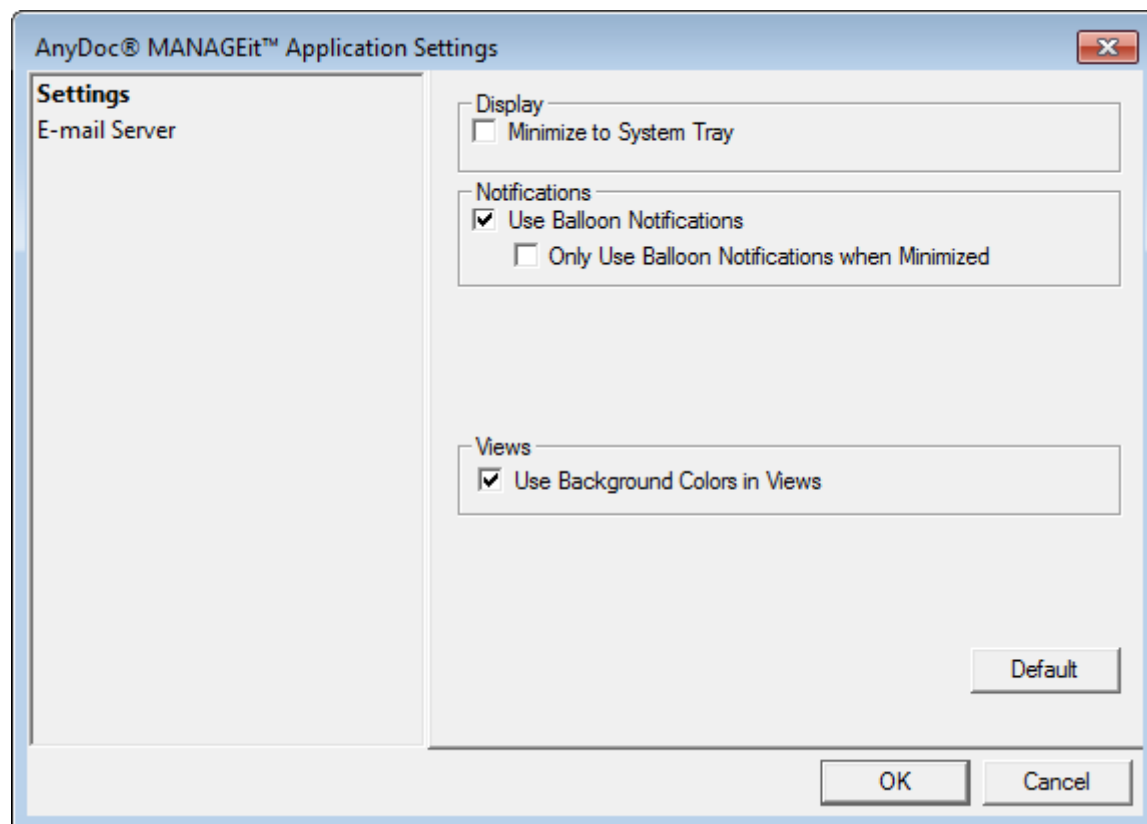 AnyDoc® MANAGEit™ Application Settings
Settings
E-mail Server
Display
Minimize to System Tray
Notifications
Use Balloon Notifications
Only Use Balloon Notifications when Minimized
Views
Use Background Colors in Views
Default
OK
Cancel